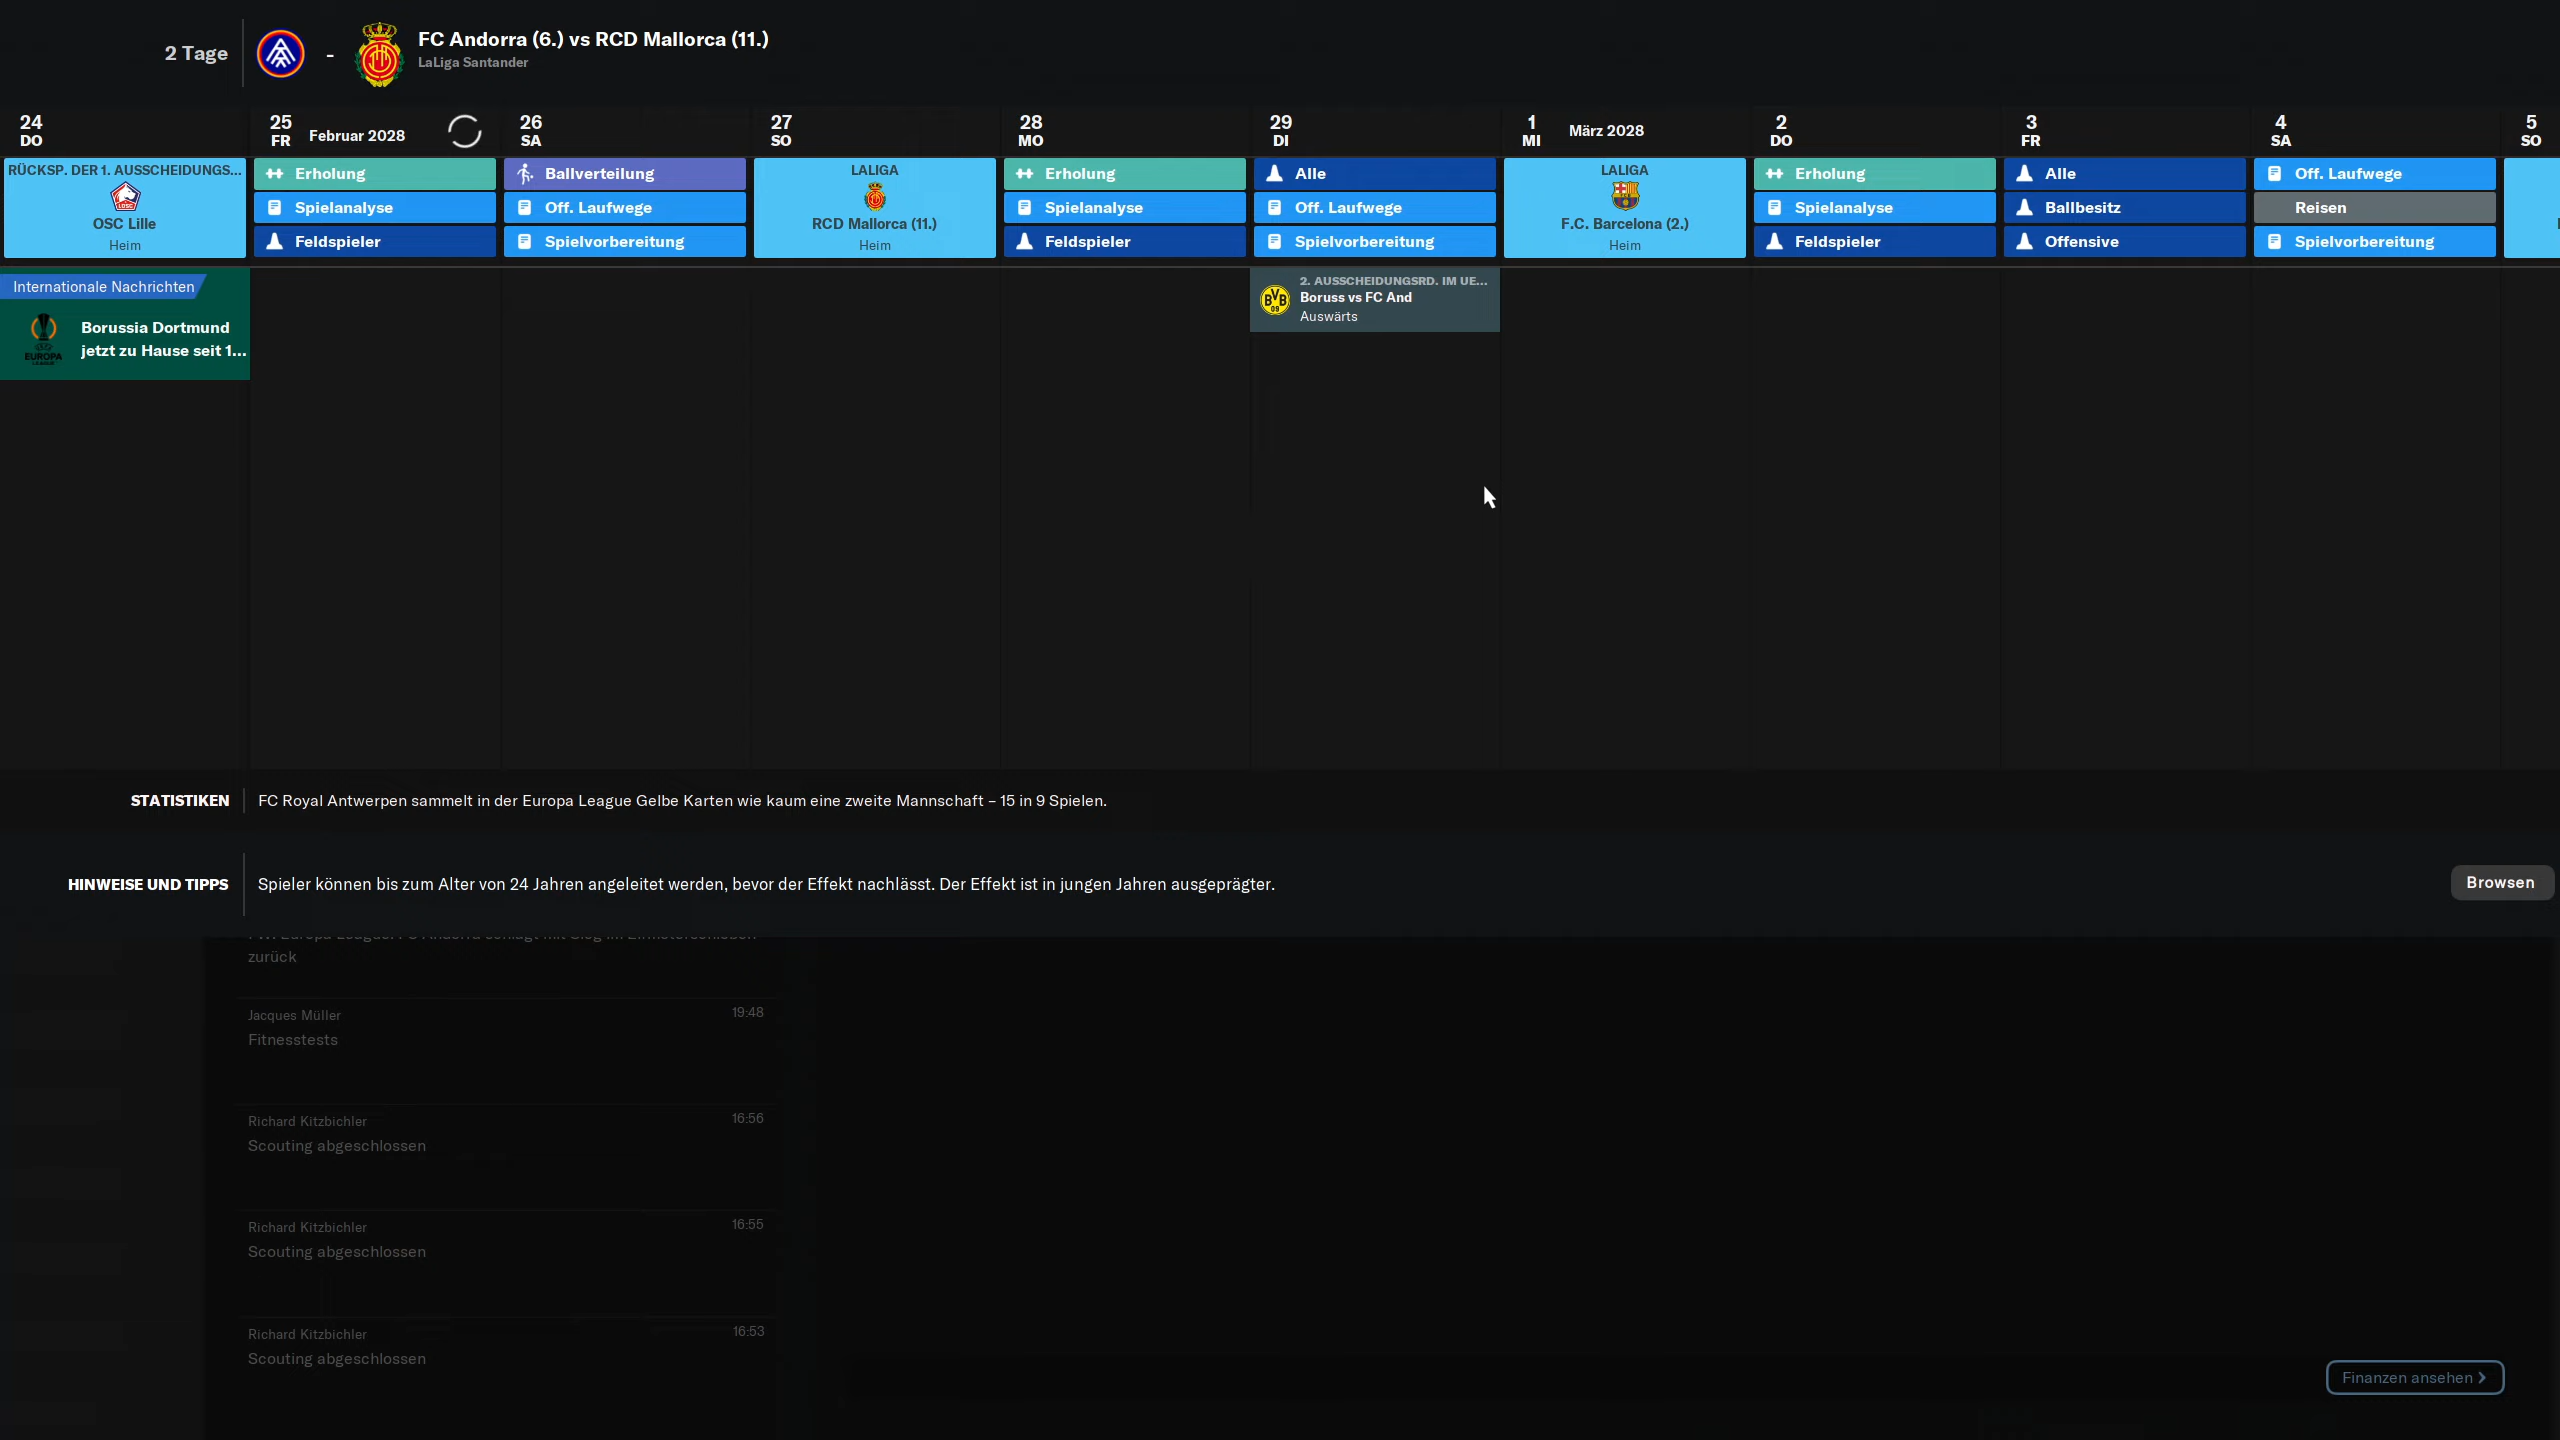 2 Tage
-
FC Andorra (6.) vs RCD Mallorca (11.)
LaLiga Santander
24
DO
25
FR
Februar 2028
26
SA
27
SO
28
MO
29
DI
1
MI
März 2028
2
DO
3
FR
4
SA
5
SO
RÜCKSP. DER 1. AUSSCHEIDUNGS...
OSC Lille
Heim
Erholung
Spielanalyse
Feldspieler
Ballverteilung
Off. Laufwege
Spielvorbereitung
LALIGA
RCD Mallorca (11.)
Heim
Erholung
Spielanalyse
Feldspieler
Alle
Off. Laufwege
Spielvorbereitung
LALIGA
F.C. Barcelona (2.)
Heim
Erholung
Spielanalyse
Feldspieler
Alle
Ballbesitz
Offensive
Off. Laufwege
Reisen
Spielvorbereitung
Internationale Nachrichten
EUROPA
Borussia Dortmund
jetzt zu Hause seit 1...
BVB
09
2. AUSSCHEIDUNGSRD. IM UE...
Boruss vs FC And
Auswärts
STATISTIKEN
FC Royal Antwerpen sammelt in der Europa League Gelbe Karten wie kaum eine zweite Mannschaft – 15 in 9 Spielen.
HINWEISE UND TIPPS
Spieler können bis zum Alter von 24 Jahren angeleitet werden, bevor der Effekt nachlässt. Der Effekt ist in jungen Jahren ausgeprägter.
Browsen
zurück
Jacques Müller
19:48
Fitnesstests
Richard Kitzbichler
16:56
Scouting abgeschlossen
Richard Kitzbichler
16:55
Scouting abgeschlossen
Richard Kitzbichler
16:53
Scouting abgeschlossen
Finanzen ansehen